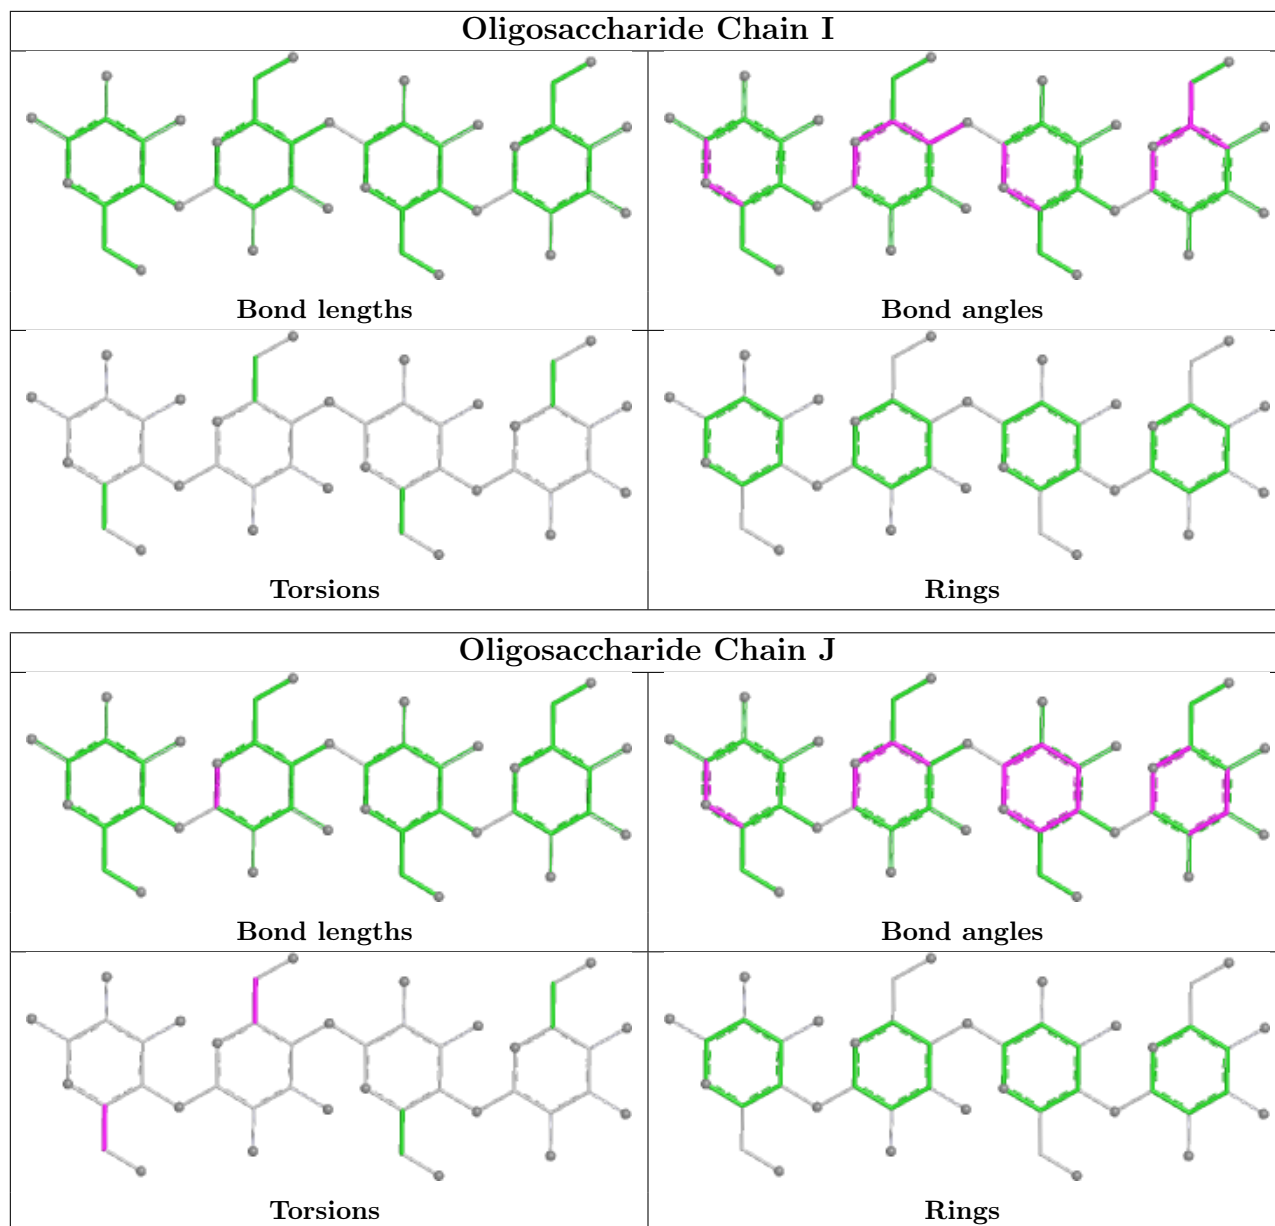 Oligosaccharide Chain I
Bond lengths
Bond angles
Torsions
Rings
Oligosaccharide Chain J
Bond lengths
Bond angles
Torsions
Rings